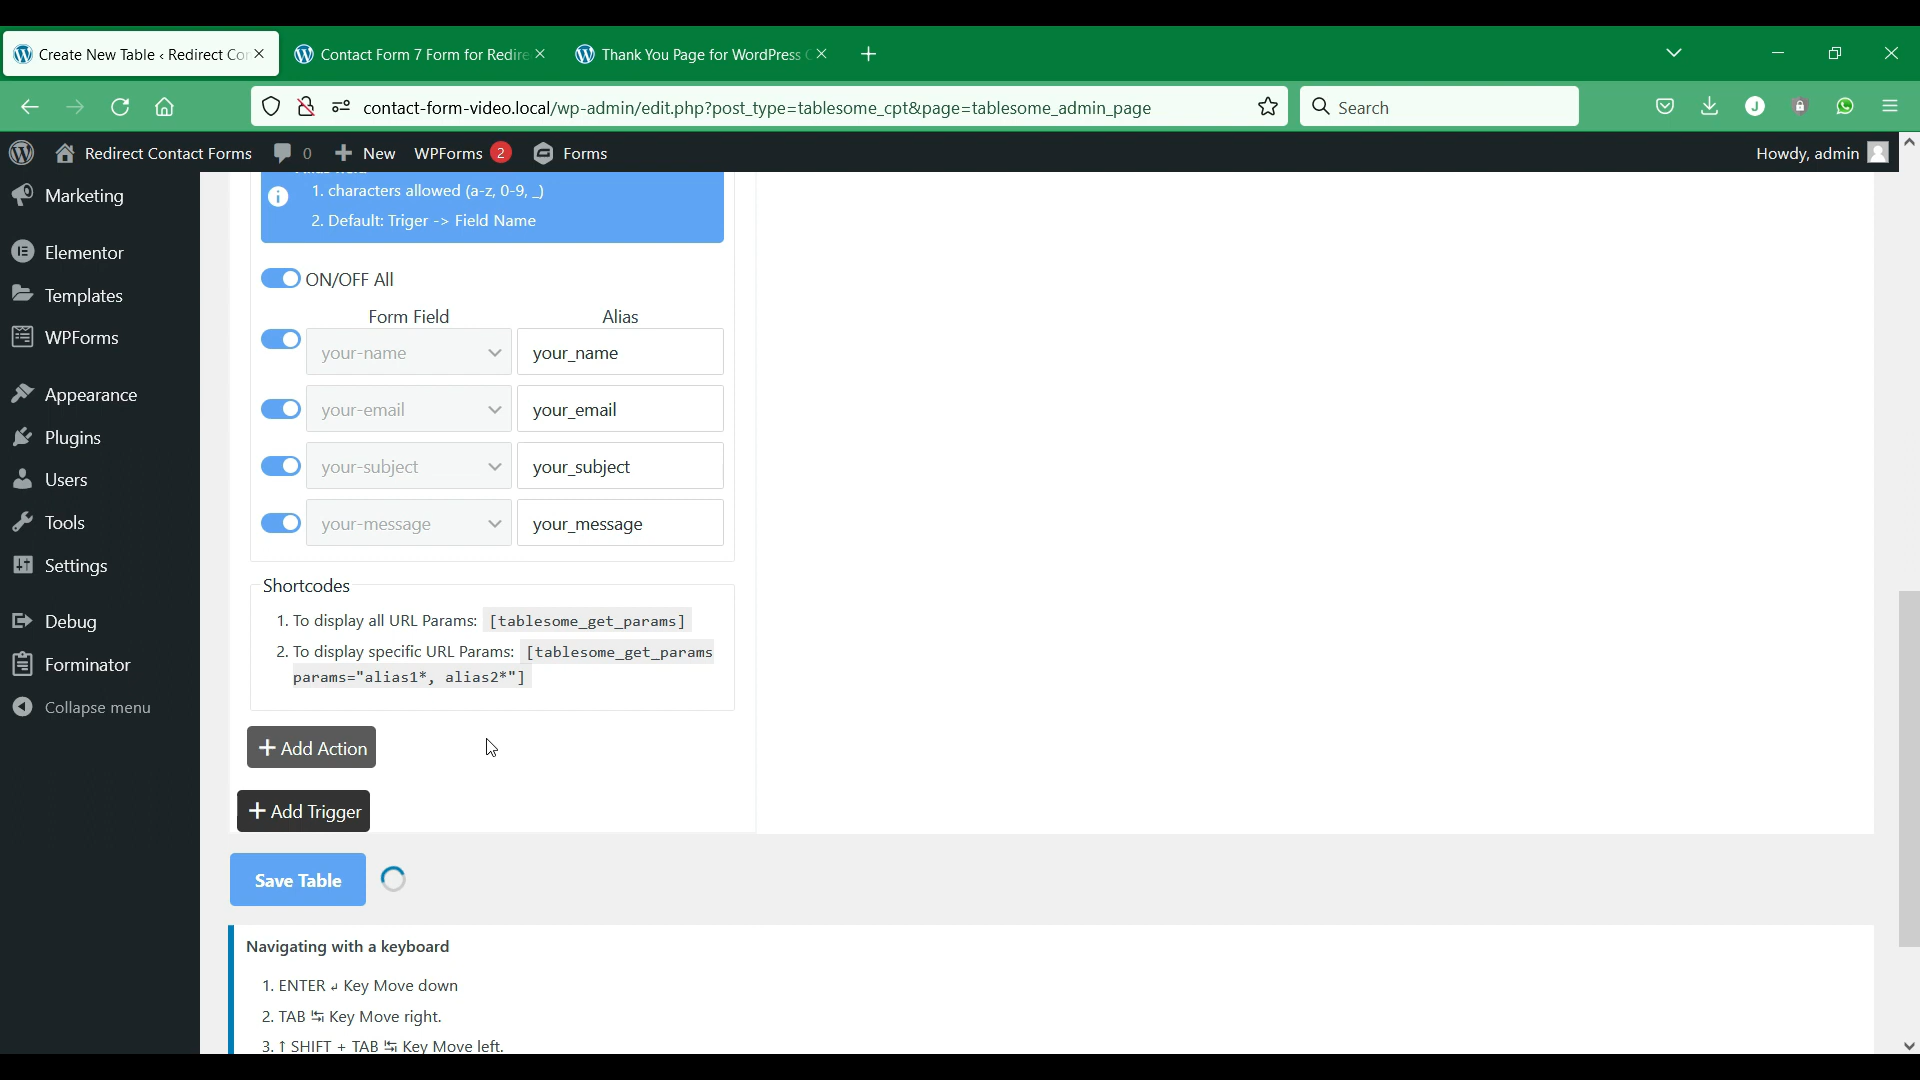 Create New Table ‹ Redirect Cor
Contact Form 7 Form for Redire
Thank You Page for WordPress
contact-form-video.local/wp-admin/edit.php?post_type=tablesome_cpt&page=tablesome_admin_page
Search
J
Redirect Contact Forms
0
New
WPForms 2
Forms
Howdy, admin
Marketing
Elementor
Templates
WPForms
Appearance
Plugins
Users
Tools
Settings
Debug
Forminator
Collapse menu
1. characters allowed (a-z, 0-9, _)
2. Default: Triger -> Field Name
ON/OFF All
Form Field Alias
your-name your_name
your-email your_email
your-subject your_subject
your-message your_message
Shortcodes
1. To display all URL Params: [tablesome_get_params]
2. To display specific URL Params: [tablesome_get_params
params="alias1*, alias2*"]
+ Add Action
+ Add Trigger
Save Table
Navigating with a keyboard
1. ENTER ↲ Key Move down
2. TAB ↹ Key Move right.
3. ↑ SHIFT + TAB ↹ Key Move left.